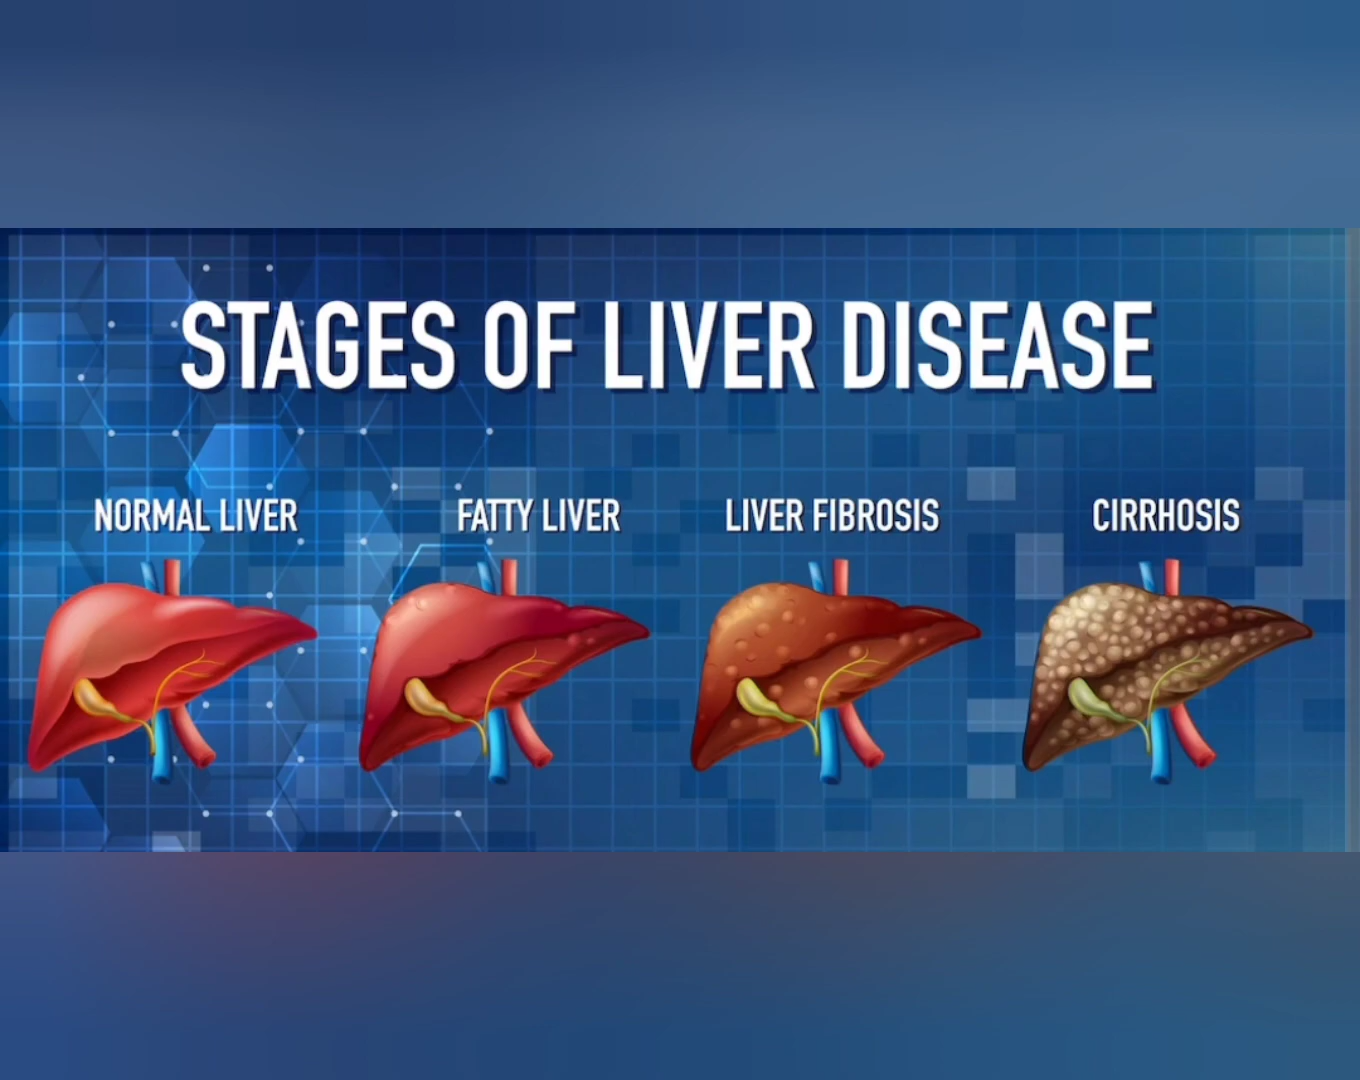 STAGES OF LIVER DISEASE
NORMAL LIVER
FATTY LIVER
LIVER FIBROSIS
CIRRHOSIS